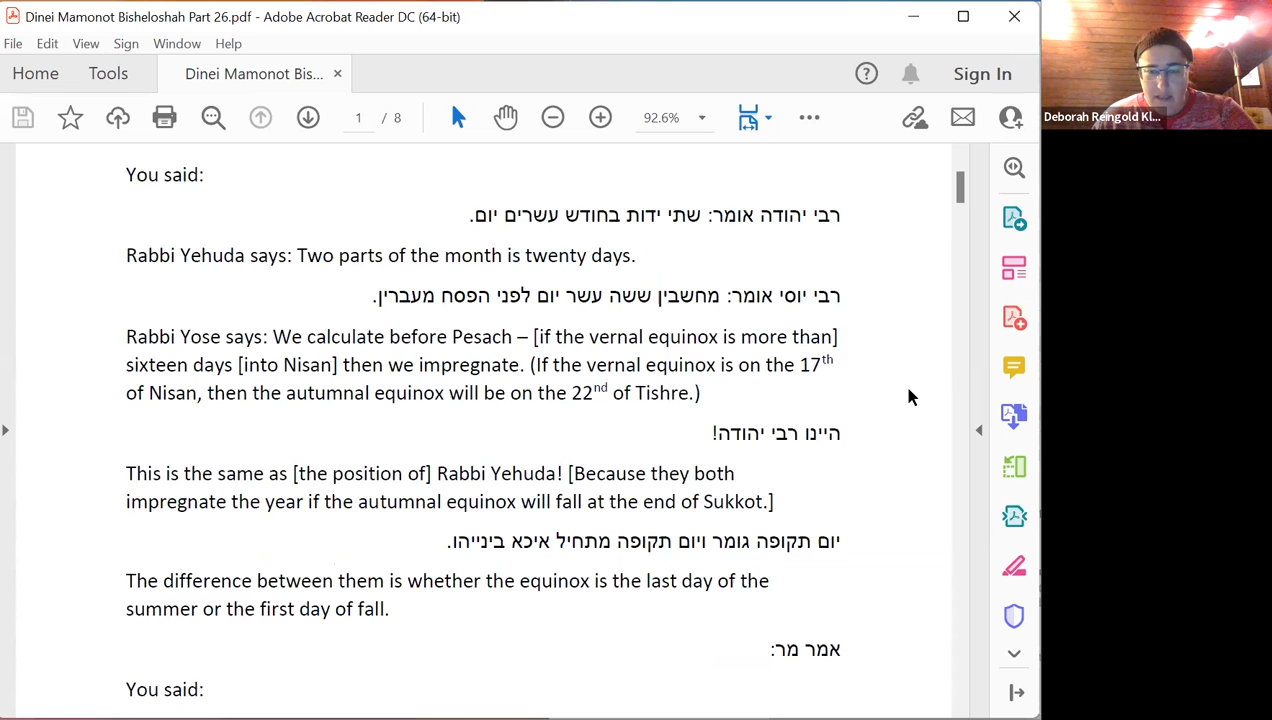 Dinei Mamonot Bisheloshah Part 26.pdf - Adobe Acrobat Reader DC (64-bit)
File Edit View Sign Window Help
Home Tools Dinei Mamonot Bis... × Sign In
1 / 8 92.6%
Deborah Reingold Kl...
You said:
רבי יהודה אומר: שתי ידות בחודש עשרים יום.
Rabbi Yehuda says: Two parts of the month is twenty days.
רבי יוסי אומר: מחשבין ששה עשר יום לפני הפסח מעברין.
Rabbi Yose says: We calculate before Pesach – [if the vernal equinox is more than]
sixteen days [into Nisan] then we impregnate. (If the vernal equinox is on the 17th
of Nisan, then the autumnal equinox will be on the 22nd of Tishre.)
היינו רבי יהודה!
This is the same as [the position of] Rabbi Yehuda! [Because they both
impregnate the year if the autumnal equinox will fall at the end of Sukkot.]
יום תקופה גומר ויום תקופה מתחיל איכא בינייהו.
The difference between them is whether the equinox is the last day of the
summer or the first day of fall.
אמר מר:
You said: